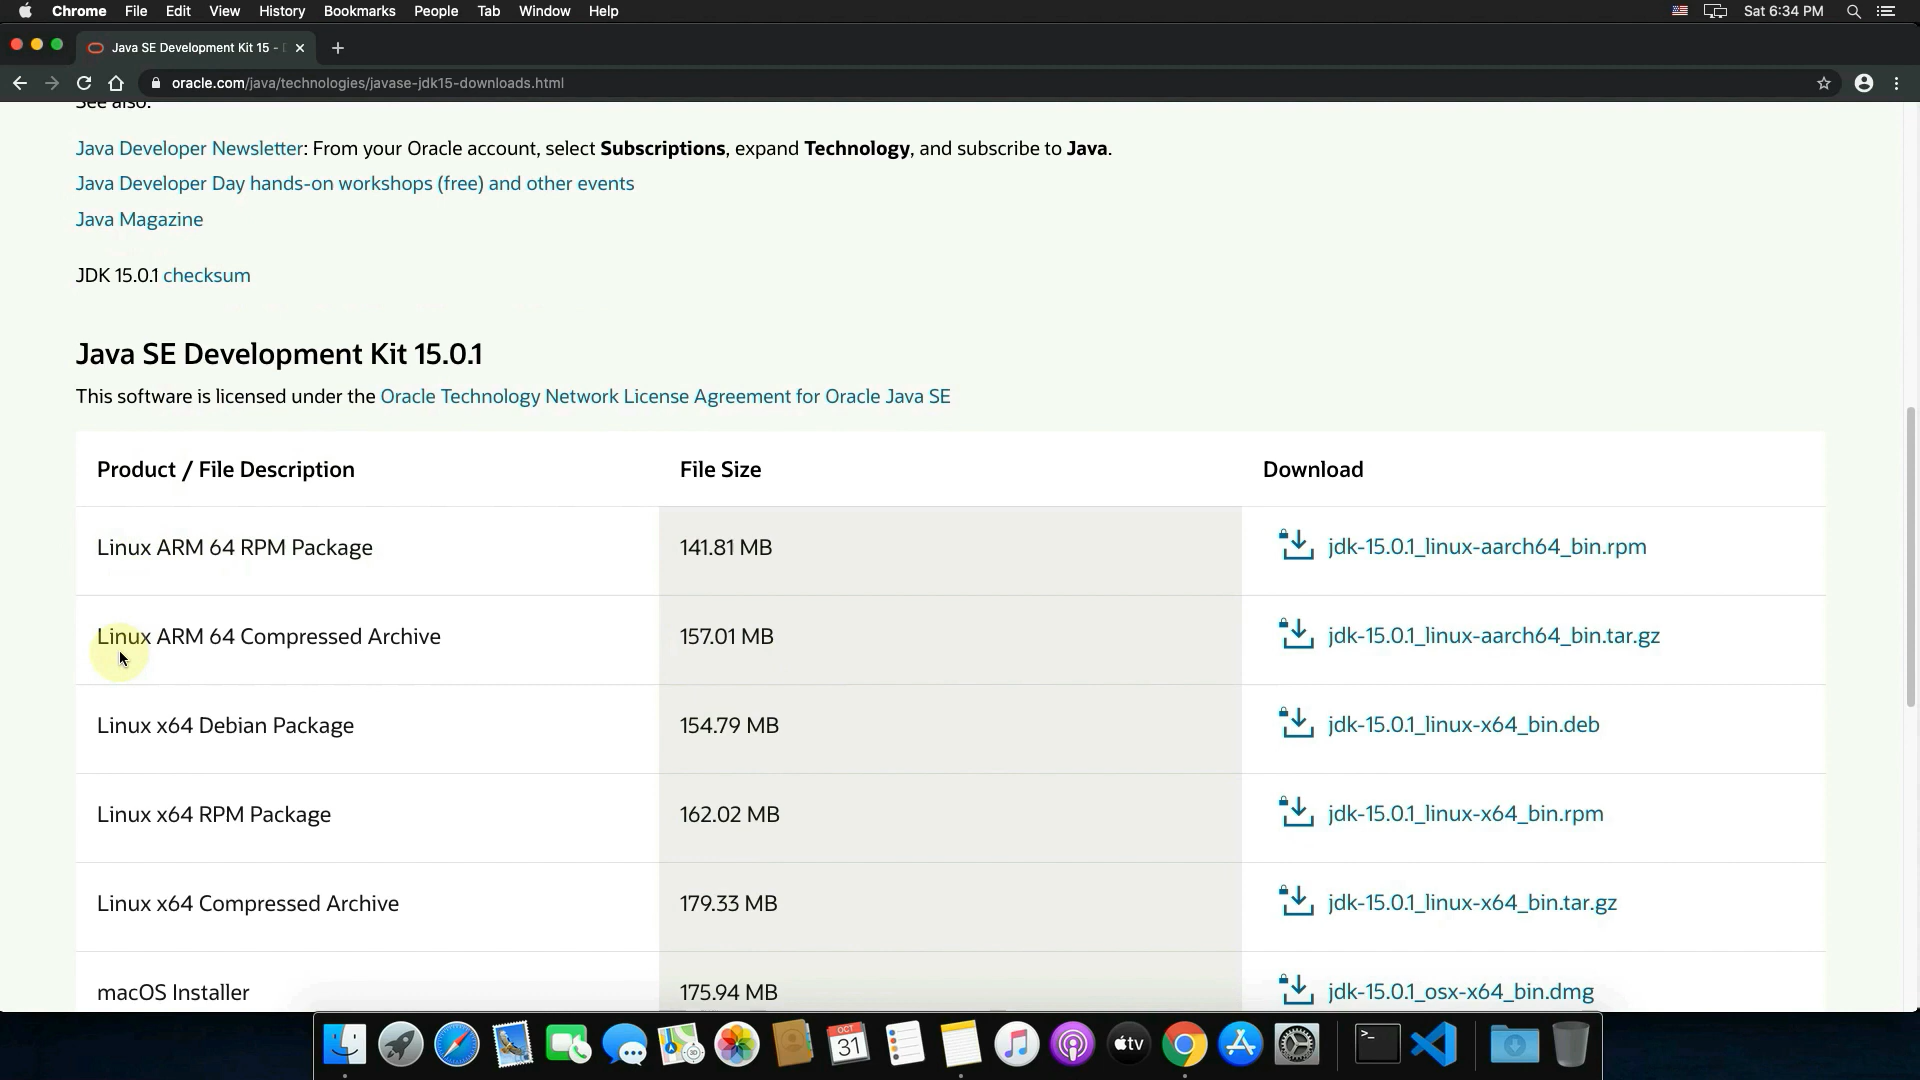 Chrome File Edit View History Bookmarks People Tab Window Help Sat 6:34 PM
Java SE Development Kit 15 -
oracle.com/java/technologies/javase-jdk15-downloads.html
See also:
Java Developer Newsletter: From your Oracle account, select Subscriptions, expand Technology, and subscribe to Java.
Java Developer Day hands-on workshops (free) and other events
Java Magazine
JDK 15.0.1 checksum
Java SE Development Kit 15.0.1
This software is licensed under the Oracle Technology Network License Agreement for Oracle Java SE
Product / File Description File Size Download
Linux ARM 64 RPM Package 141.81 MB jdk-15.0.1_linux-aarch64_bin.rpm
Linux ARM 64 Compressed Archive 157.01 MB jdk-15.0.1_linux-aarch64_bin.tar.gz
Linux x64 Debian Package 154.79 MB jdk-15.0.1_linux-x64_bin.deb
Linux x64 RPM Package 162.02 MB jdk-15.0.1_linux-x64_bin.rpm
Linux x64 Compressed Archive 179.33 MB jdk-15.0.1_linux-x64_bin.tar.gz
macOS Installer 175.94 MB jdk-15.0.1_osx-x64_bin.dmg
OCT
31
tv